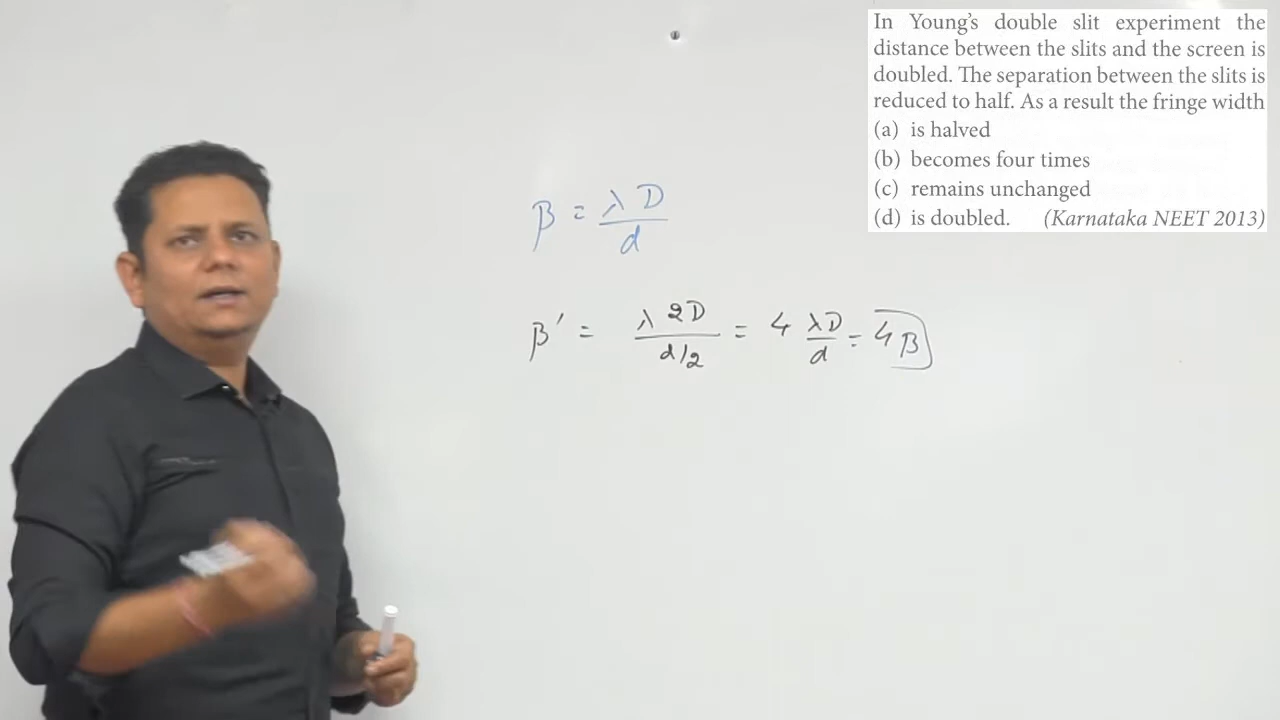 In Young's double slit experiment the
distance between the slits and the screen is
doubled. The separation between the slits is
reduced to half. As a result the fringe width
(a) is halved
(b) becomes four times
(c) remains unchanged
(d) is doubled. (Karnataka NEET 2013)
β = λD/d
β' = λ 2D / d/2 = 4 λD/d = 4β